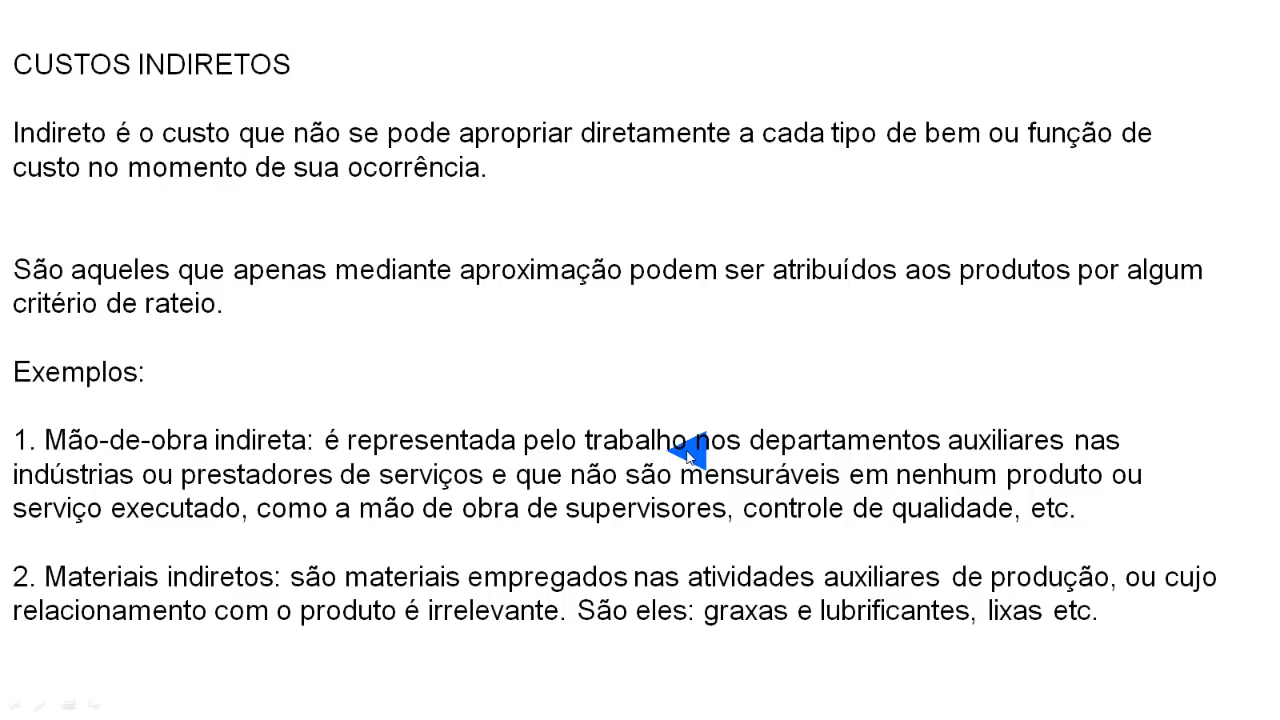 CUSTOS INDIRETOS
Indireto é o custo que não se pode apropriar diretamente a cada tipo de bem ou função de
custo no momento de sua ocorrência.
São aqueles que apenas mediante aproximação podem ser atribuídos aos produtos por algum
critério de rateio.
Exemplos:
1. Mão-de-obra indireta: é representada pelo trabalho nos departamentos auxiliares nas
indústrias ou prestadores de serviços e que não são mensuráveis em nenhum produto ou
serviço executado, como a mão de obra de supervisores, controle de qualidade, etc.
2. Materiais indiretos: são materiais empregados nas atividades auxiliares de produção, ou cujo
relacionamento com o produto é irrelevante. São eles: graxas e lubrificantes, lixas etc.